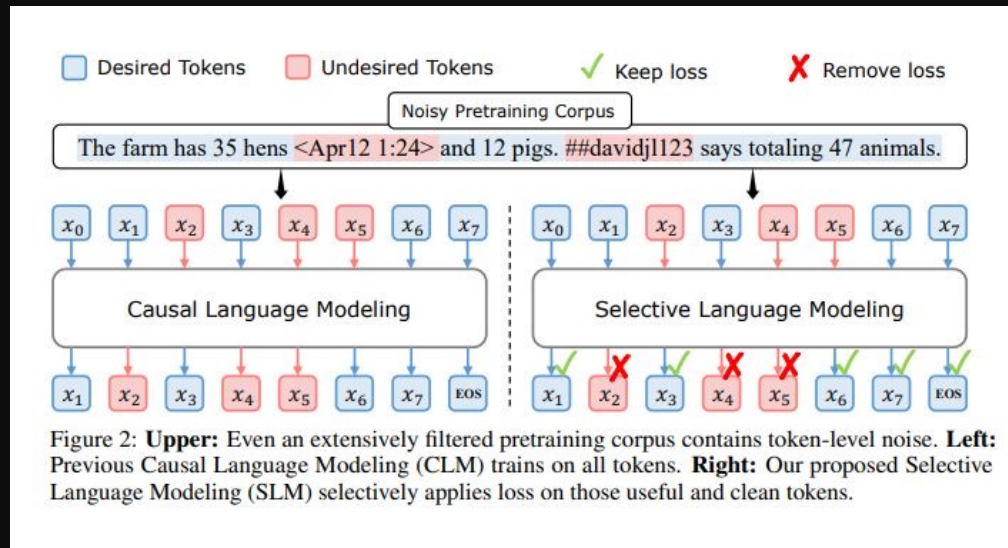 Desired Tokens Undesired Tokens Keep loss Remove loss
Noisy Pretraining Corpus
The farm has 35 hens <Apr12 1:24> and 12 pigs. ##davidjl123 says totaling 47 animals.
x₀ x₁ x₂ x₃ x₄ x₅ x₆ x₇ x₀ x₁ x₂ x₃ x₄ x₅ x₆ x₇
Causal Language Modeling Selective Language Modeling
x₁ x₂ x₃ x₄ x₅ x₆ x₇ EOS x₁ x₂ x₃ x₄ x₅ x₆ x₇ EOS
Figure 2: Upper: Even an extensively filtered pretraining corpus contains token-level noise. Left:
Previous Causal Language Modeling (CLM) trains on all tokens. Right: Our proposed Selective
Language Modeling (SLM) selectively applies loss on those useful and clean tokens.